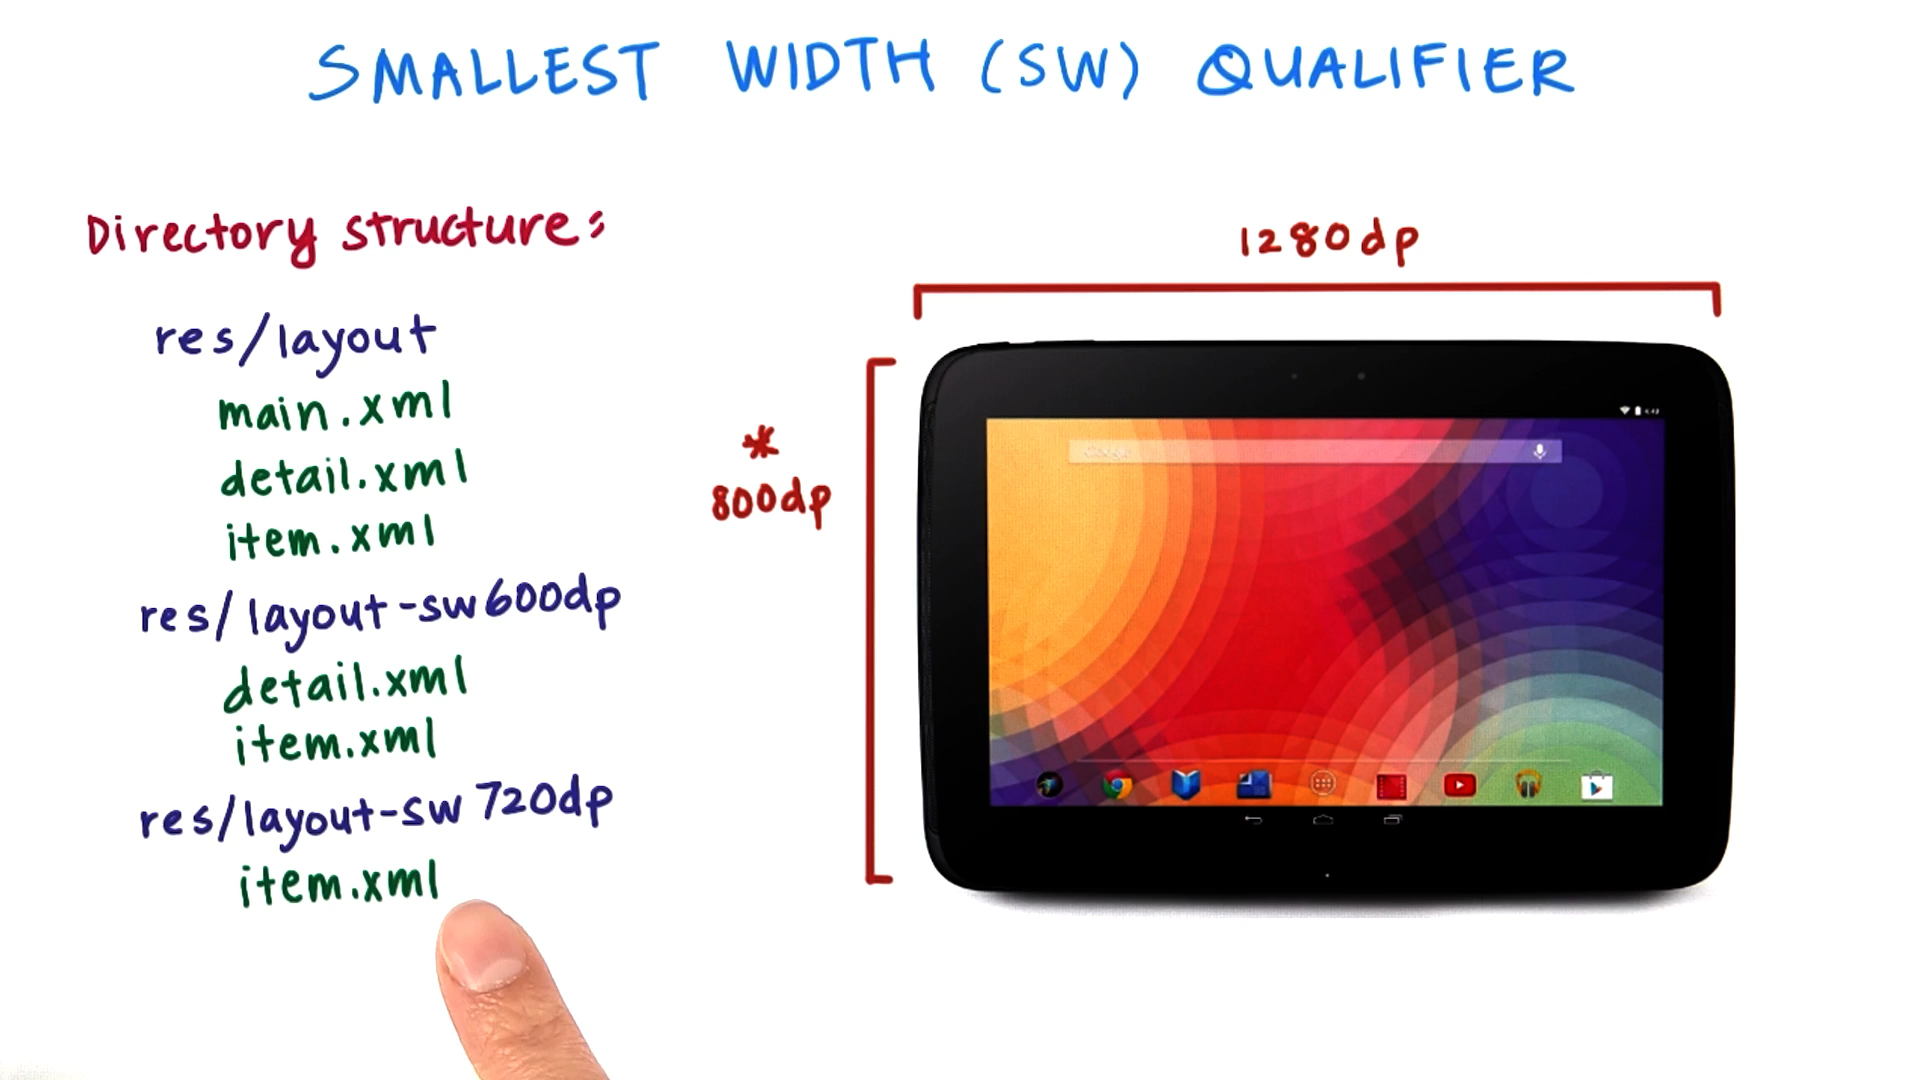 SMALLEST WIDTH (SW) QUALIFIER
Directory structure:
res/layout
main.xml
detail.xml
item.xml
res/layout-sw600dp
detail.xml
item.xml
res/layout-sw720dp
item.xml
1280dp
*
800dp